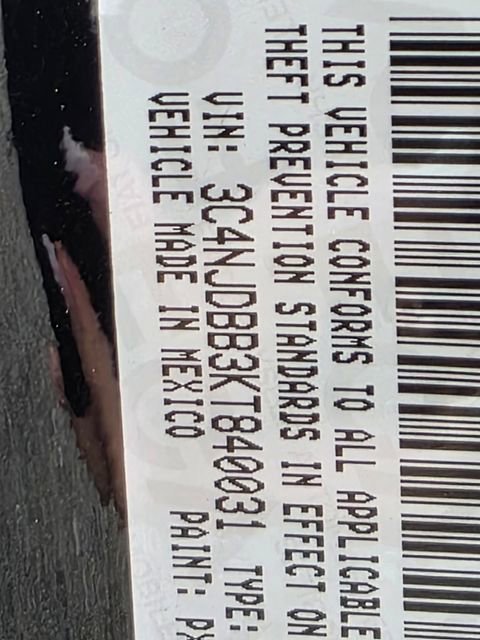 THIS VEHICLE CONFORMS TO ALL APPLICABLE
THEFT PREVENTION STANDARDS IN EFFECT ON
VIN: 3C4NJDBB3KT840031 TYPE:
VEHICLE MADE IN MEXICO PAINT: PX